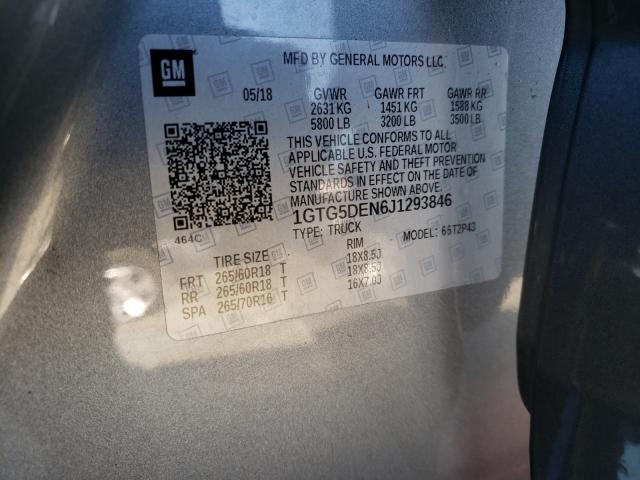 GM
MFD BY GENERAL MOTORS LLC
05/18 GVWR GAWR FRT GAWR RR
2631 KG 1451 KG 1588 KG
5800 LB 3200 LB 3500 LB
THIS VEHICLE CONFORMS TO ALL
APPLICABLE U.S. FEDERAL MOTOR
VEHICLE SAFETY AND THEFT PREVENTION
STANDARDS IN EFFECT ON THE DATE OF
MANUFACTURE SHOWN ABOVE.
1GTG5DEN6J1293846
464C TYPE: TRUCK MODEL: 66T2P43
TIRE SIZE RIM
FRT 265/60R18 T 18X8.5J
RR 265/60R18 T 18X8.5J
SPA 265/70R16 T 16X7.0J